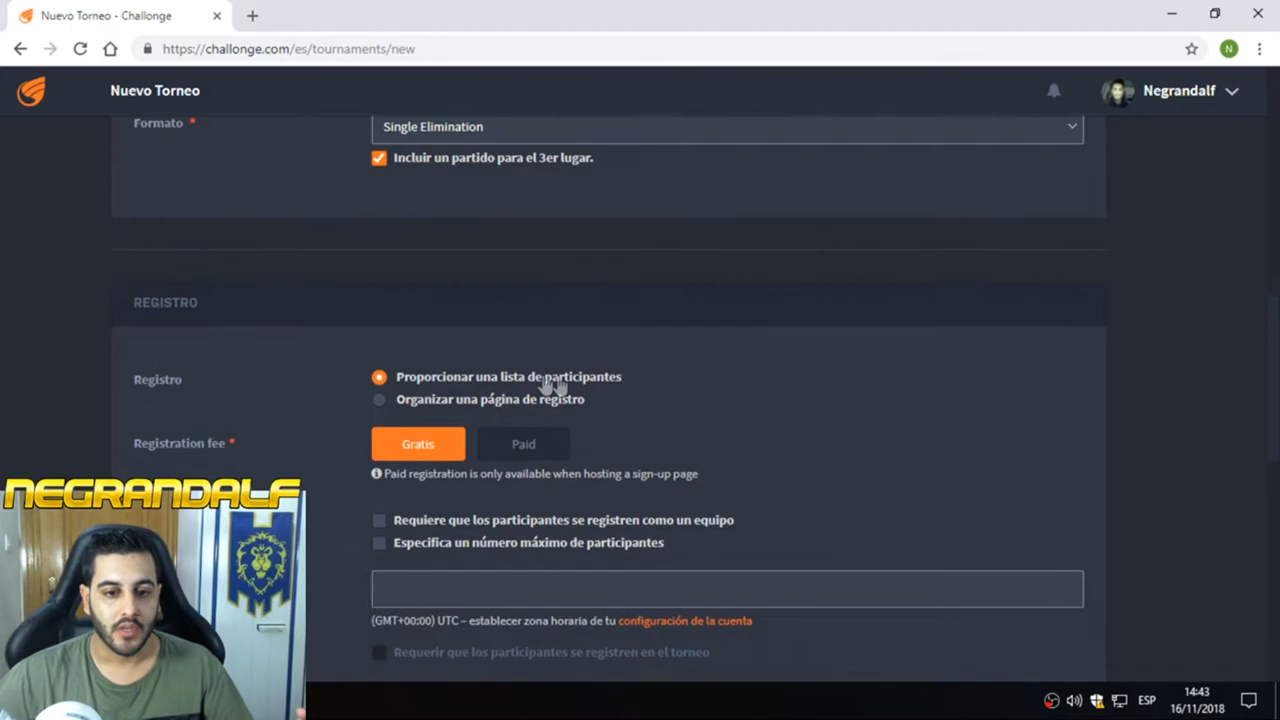 Nuevo Torneo - Challonge
https://challonge.com/es/tournaments/new
N
Nuevo Torneo
Negrandalf
Formato *
Single Elimination
Incluir un partido para el 3er lugar.
REGISTRO
Registro
Proporcionar una lista de participantes
Organizar una página de registro
Registration fee *
Gratis
Paid
Paid registration is only available when hosting a sign-up page
Requiere que los participantes se registren como un equipo
Especifica un número máximo de participantes
(GMT+00:00) UTC – establecer zona horaria de tu configuración de la cuenta
Requerir que los participantes se registren en el torneo
NEGRANDALF
ESP
14:43
16/11/2018